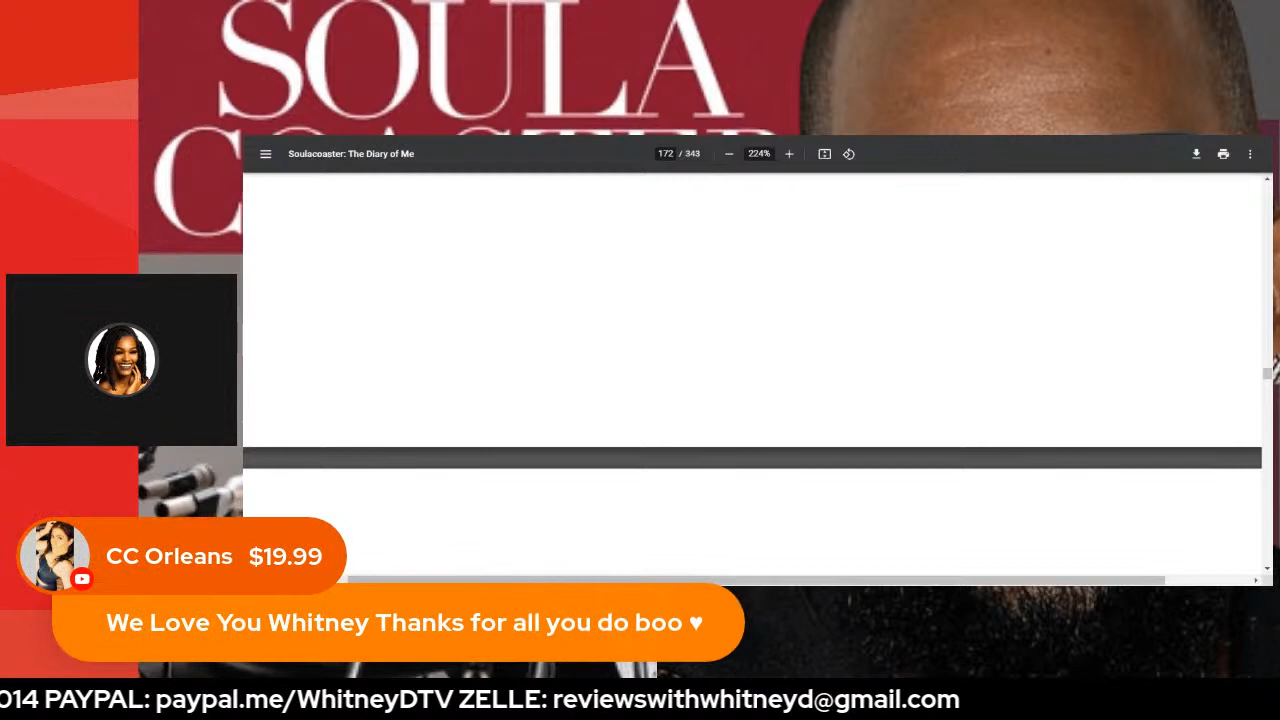 SOULA
COASTER
Soulacoaster: The Diary of Me
172 / 343
224%
CC Orleans $19.99
We Love You Whitney Thanks for all you do boo ♥
014 PAYPAL: paypal.me/WhitneyDTV ZELLE: reviewswithwhitneyd@gmail.com